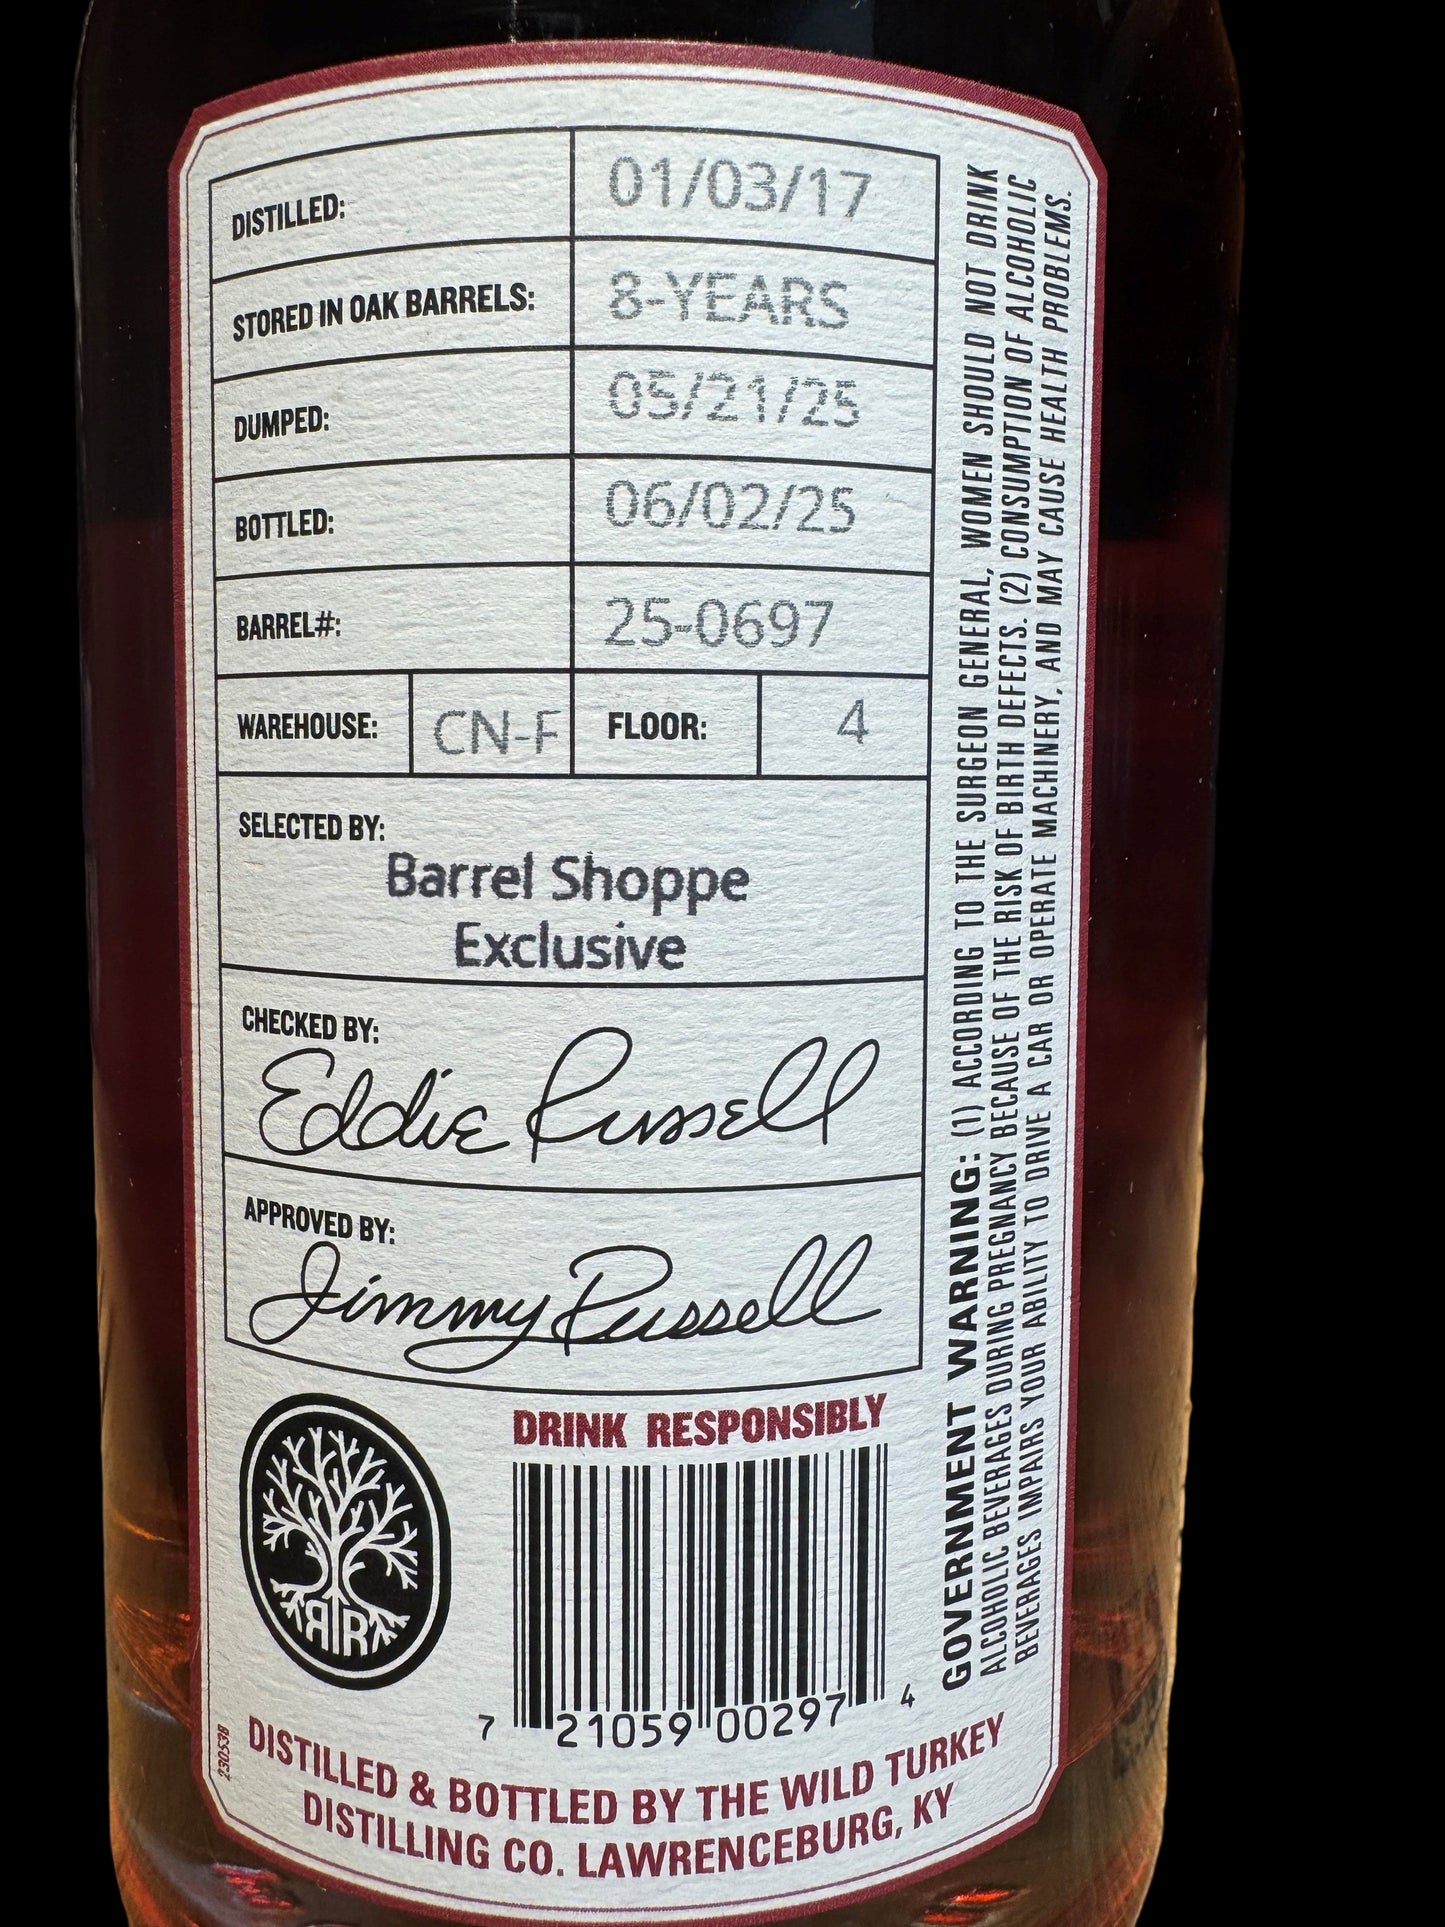 DISTILLED: 01/03/17
STORED IN OAK BARRELS: 8-YEARS
DUMPED: 05/21/25
BOTTLED: 06/02/25
BARREL#: 25-0697
WAREHOUSE: CN-F FLOOR: 4
SELECTED BY:
Barrel Shoppe
Exclusive
CHECKED BY:
Eddie Russell
APPROVED BY:
Jimmy Russell
RR
DRINK RESPONSIBLY
7 21059 00297 4
230538
DISTILLED & BOTTLED BY THE WILD TURKEY
DISTILLING CO. LAWRENCEBURG, KY
GOVERNMENT WARNING: (1) ACCORDING TO THE SURGEON GENERAL, WOMEN SHOULD NOT DRINK
ALCOHOLIC BEVERAGES DURING PREGNANCY BECAUSE OF THE RISK OF BIRTH DEFECTS. (2) CONSUMPTION OF ALCOHOLIC
BEVERAGES IMPAIRS YOUR ABILITY TO DRIVE A CAR OR OPERATE MACHINERY, AND MAY CAUSE HEALTH PROBLEMS.